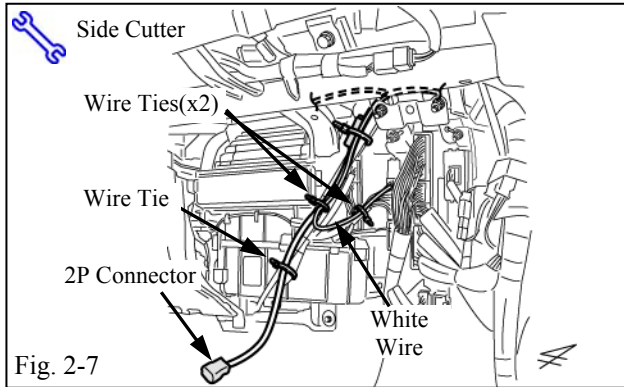 Side Cutter
Wire Ties(x2)
Wire Tie
2P Connector
White
Wire
Fig. 2-7